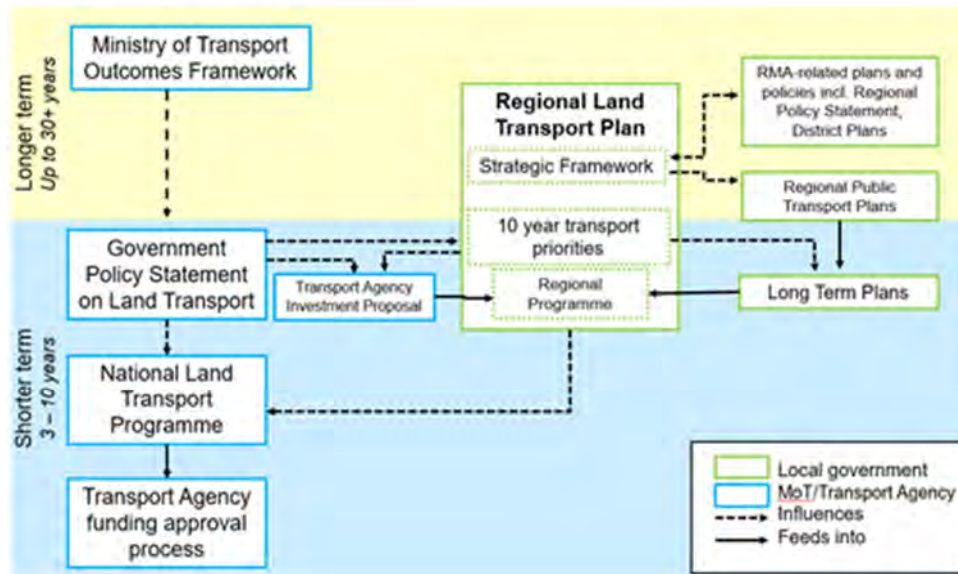 Longer term
Up to 30+ years
Ministry of Transport
Outcomes Framework
Regional Land
Transport Plan
Strategic Framework
RMA-related plans and
policies incl. Regional
Policy Statement,
District Plans
Regional Public
Transport Plans
Shorter term
3 – 10 years
Government
Policy Statement
on Land Transport
10 year transport
priorities
Transport Agency
Investment Proposal
Regional
Programme
Long Term Plans
National Land
Transport
Programme
Transport Agency
funding approval
process
Local government
MoT/Transport Agency
Influences
Feeds into